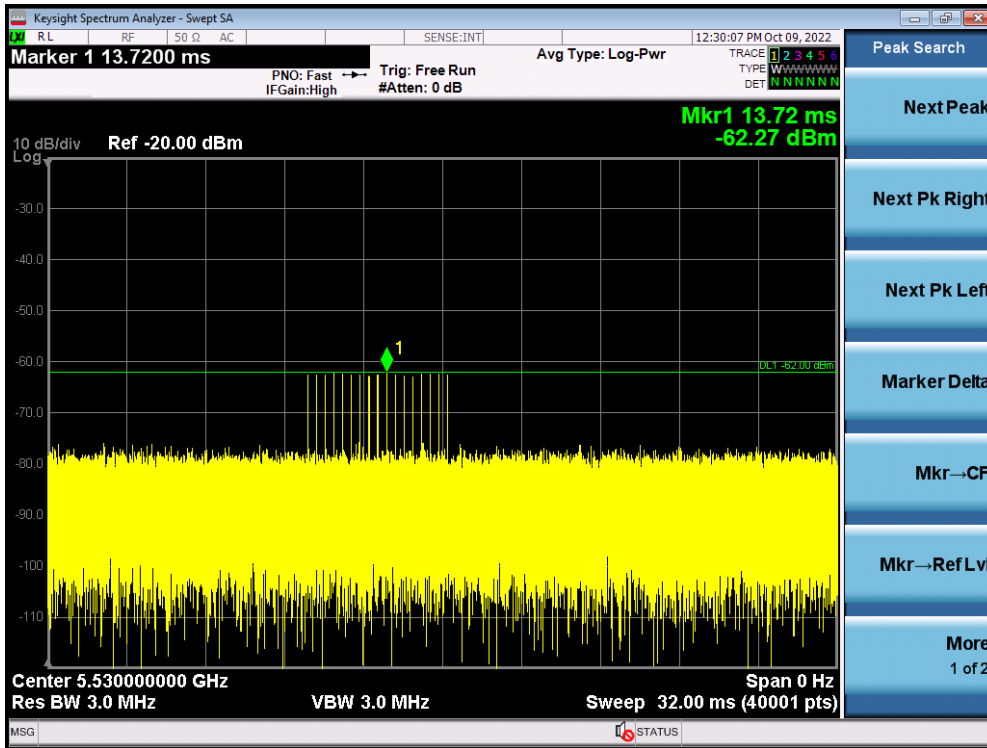 Keysight Spectrum Analyzer - Swept SA
LXI RL RF 50 Ω AC SENSE:INT 12:30:07 PM Oct 09, 2022
Marker 1 13.7200 ms
PNO: Fast
IFGain:High
Trig: Free Run
#Atten: 0 dB
Avg Type: Log-Pwr
TRACE 1 2 3 4 5 6
TYPE WWWWWW
DET N N N N N N
Mkr1 13.72 ms
-62.27 dBm
10 dB/div Ref -20.00 dBm
Log
-30.0
-40.0
-50.0
-60.0
-70.0
-80.0
-90.0
-100
-110
1
DL1 -62.00 dBm
Center 5.530000000 GHz Span 0 Hz
Res BW 3.0 MHz VBW 3.0 MHz Sweep 32.00 ms (40001 pts)
MSG STATUS
Peak Search
Next Peak
Next Pk Right
Next Pk Left
Marker Delta
Mkr→CF
Mkr→Ref Lvl
More
1 of 2